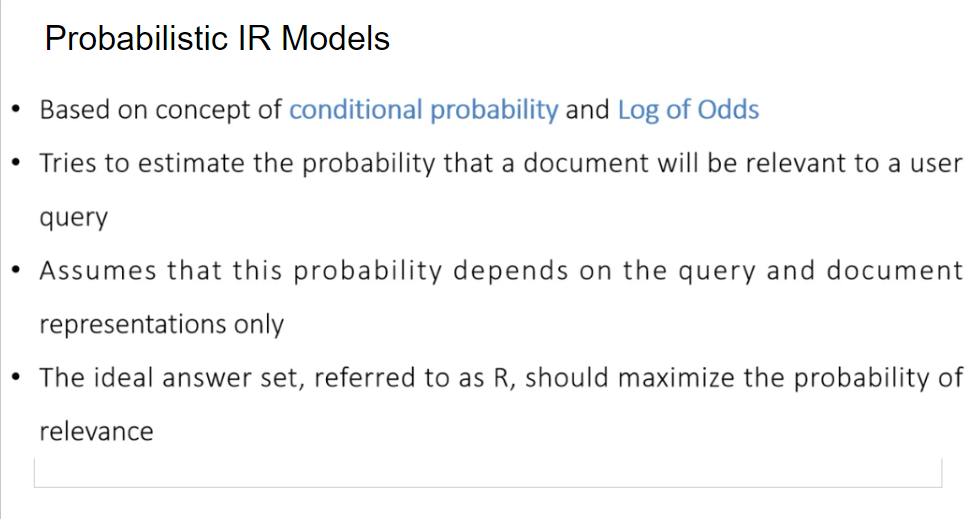 Probabilistic IR Models
• Based on concept of conditional probability and Log of Odds
• Tries to estimate the probability that a document will be relevant to a user
query
• Assumes that this probability depends on the query and document
representations only
• The ideal answer set, referred to as R, should maximize the probability of
relevance